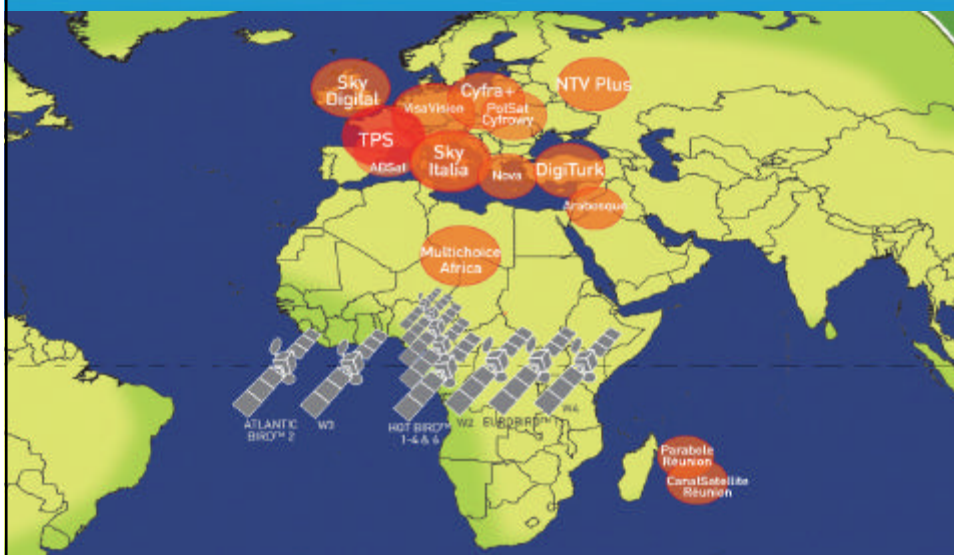 Sky
Digital
VisaVision
Cyfra+
PolSat
Cyfrowy
NTV Plus
TPS
ABSat
Sky
Italia
Nova
DigiTurk
Arabesque
Multichoice
Africa
ATLANTIC
BIRD™ 2
W3
HOT BIRD™
1-4 & 6
W2
EUROBIRD™
W4
Parabole
Réunion
CanalSatellite
Réunion